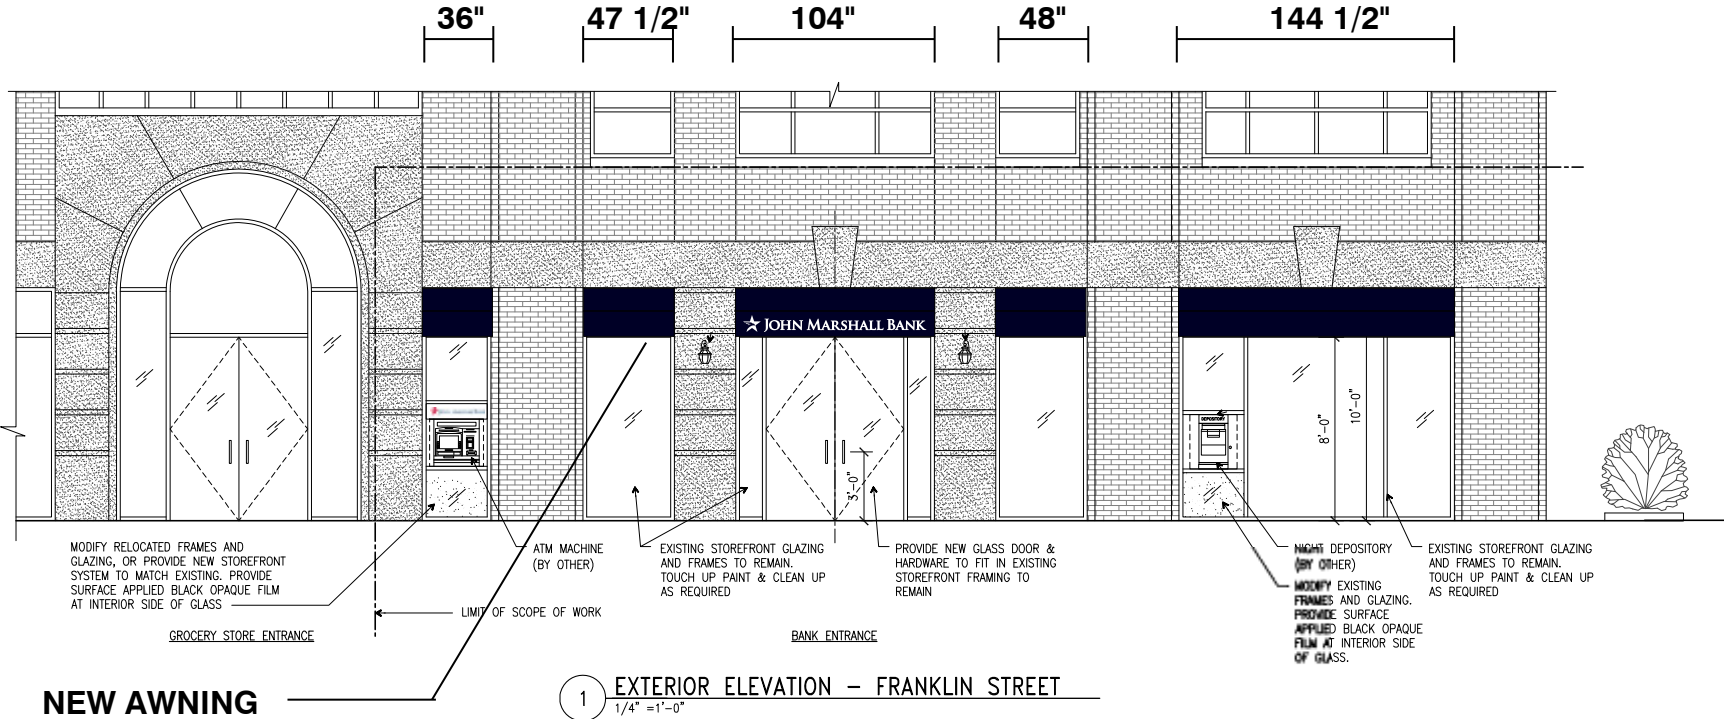 36" 47 1/2" 104" 48" 144 1/2"
JOHN MARSHALL BANK
DEPOSITORY
8'-0"
10'-0"
3'-0"
MODIFY RELOCATED FRAMES AND
GLAZING, OR PROVIDE NEW STOREFRONT
SYSTEM TO MATCH EXISTING. PROVIDE
SURFACE APPLIED BLACK OPAQUE FILM
AT INTERIOR SIDE OF GLASS
ATM MACHINE
(BY OTHER)
EXISTING STOREFRONT GLAZING
AND FRAMES TO REMAIN.
TOUCH UP PAINT & CLEAN UP
AS REQUIRED
PROVIDE NEW GLASS DOOR &
HARDWARE TO FIT IN EXISTING
STOREFRONT FRAMING TO
REMAIN
NIGHT DEPOSITORY
(BY OTHER)
MODIFY EXISTING
FRAMES AND GLAZING.
PROVIDE SURFACE
APPLIED BLACK OPAQUE
FILM AT INTERIOR SIDE
OF GLASS.
EXISTING STOREFRONT GLAZING
AND FRAMES TO REMAIN.
TOUCH UP PAINT & CLEAN UP
AS REQUIRED
LIMIT OF SCOPE OF WORK
GROCERY STORE ENTRANCE
BANK ENTRANCE
NEW AWNING
1 EXTERIOR ELEVATION – FRANKLIN STREET
1/4" =1'-0"